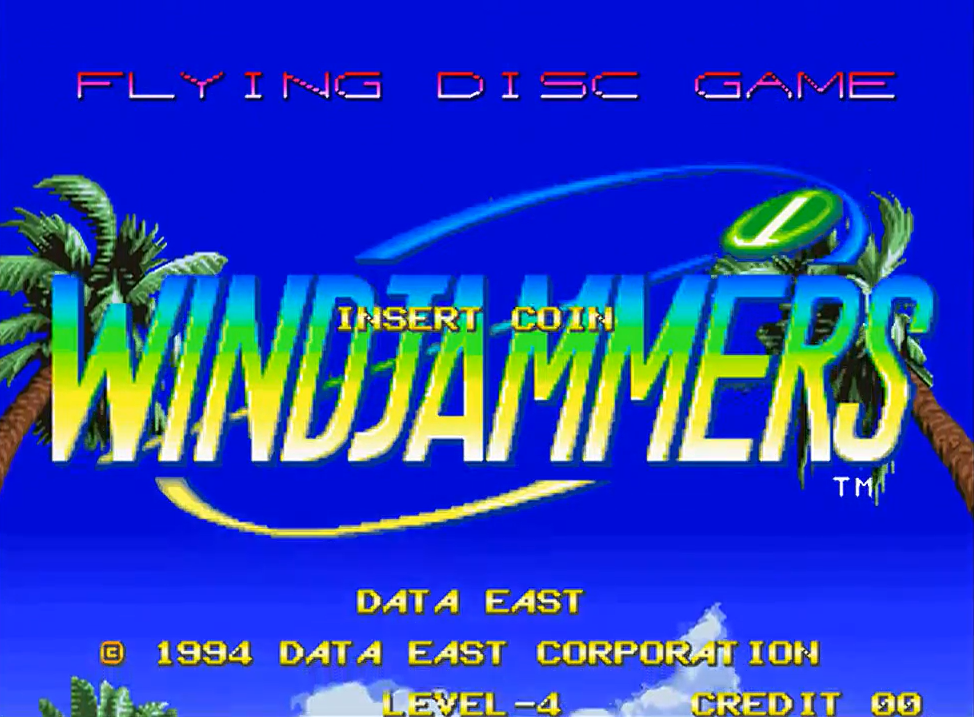 FLYING DISC GAME
WINDJAMMERS
INSERT COIN
TM
DATA EAST
© 1994 DATA EAST CORPORATION
LEVEL-4 CREDIT 00